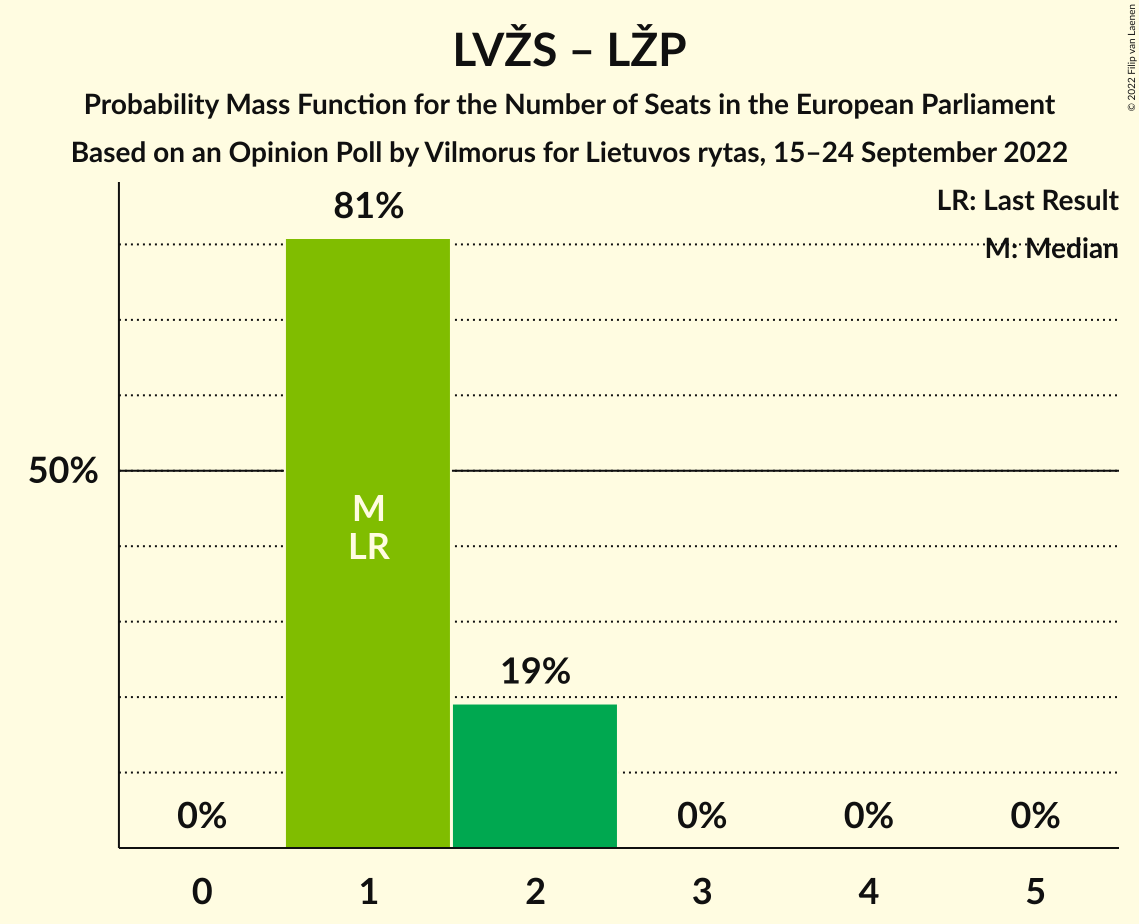 LVŽS – LŽP
Probability Mass Function for the Number of Seats in the European Parliament
Based on an Opinion Poll by Vilmorus for Lietuvos rytas, 15–24 September 2022
© 2022 Filip van Laenen
LR: Last Result
M: Median
81%
50%
M
LR
19%
0%
0%
0%
0%
0
1
2
3
4
5